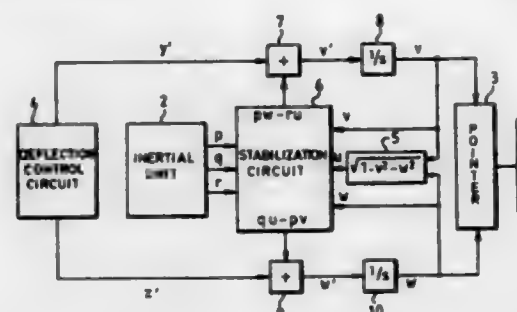 7
8
y'
+
v'
1/s
v
3
2
6
pw-ru
v
5
p
DEFLECTION
CONTROL
CIRCUIT
INERTIAL
UNIT
q
STABILIZATION
CIRCUIT
u
√1-v²-w²
POINTER
r
w
qu-pv
z'
+
w'
1/s
w
10